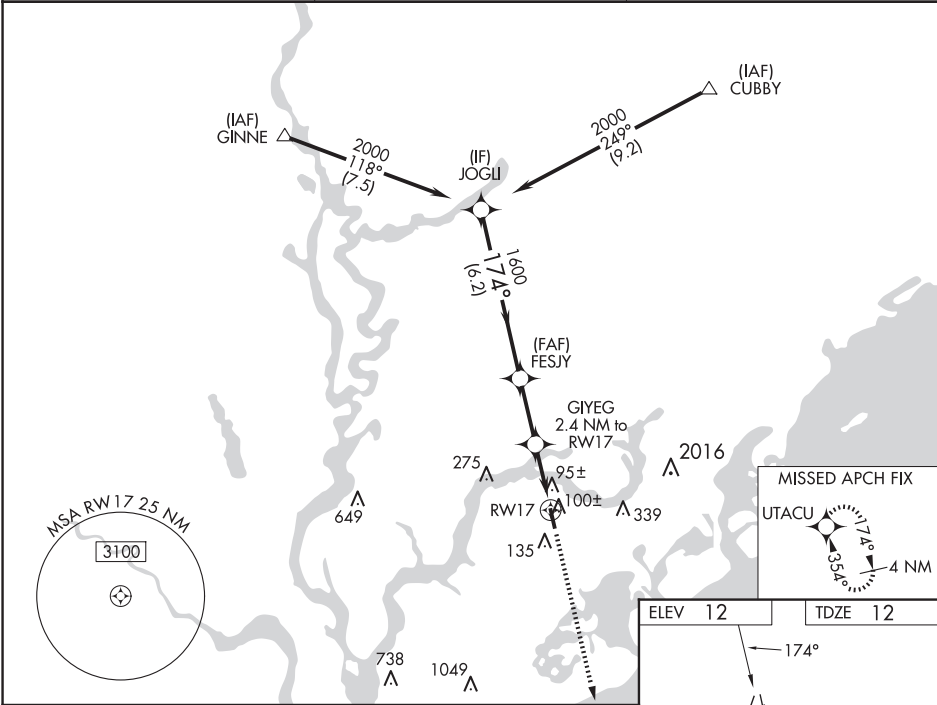 (IAF)
CUBBY
(IAF)
GINNE
2000
118°
(7.5)
2000
249°
(9.2)
(IF)
JOGLI
1600
174°
(6.2)
(FAF)
FESJY
GIYEG
2.4 NM to
RW17
275
95±
2016
649
RW17
100±
339
135
MSA RW17 25 NM
3100
738
1049
MISSED APCH FIX
UTACU
174°
354°
4 NM
ELEV 12
TDZE 12
174°